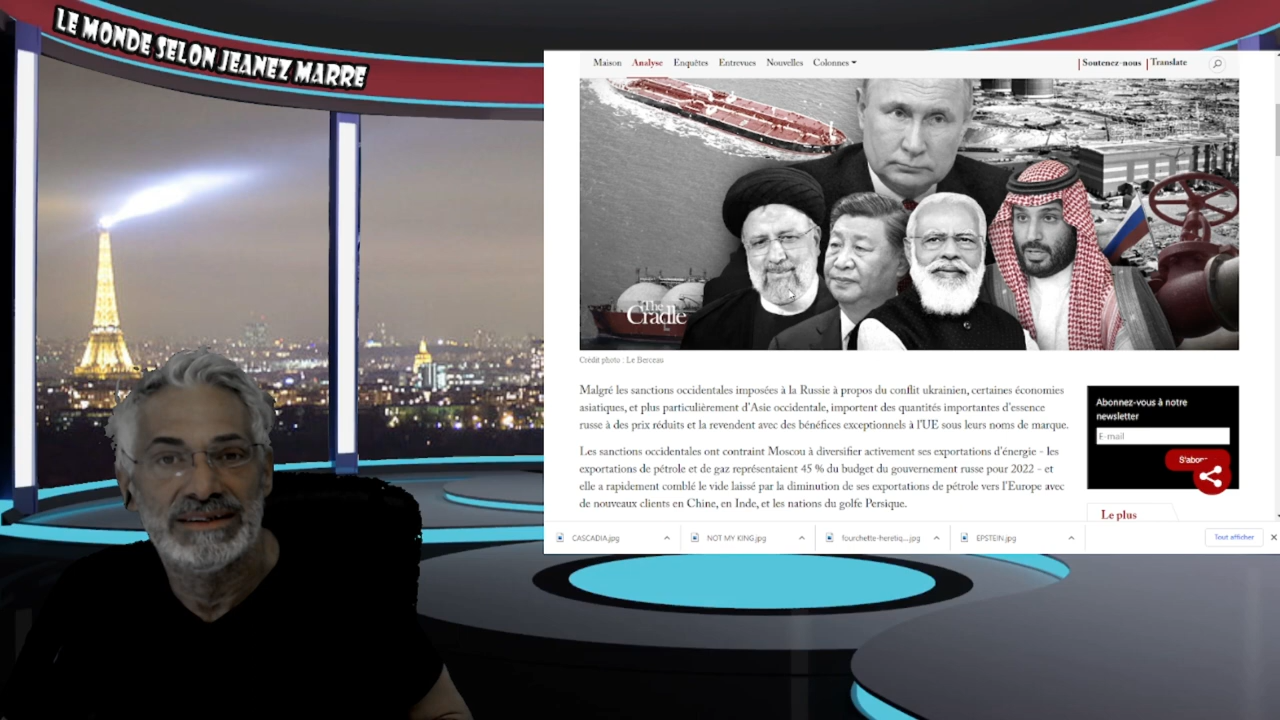 LE MONDE SELON JEANEZ MARRE
Maison Analyse Enquêtes Entrevues Nouvelles Colonnes
Soutenez-nous Translate
The
Cradle
Crédit photo : Le Berceau
Malgré les sanctions occidentales imposées à la Russie à propos du conflit ukrainien, certaines économies
asiatiques, et plus particulièrement d'Asie occidentale, importent des quantités importantes d'essence
russe à des prix réduits et la revendent avec des bénéfices exceptionnels à l'UE sous leurs noms de marque.
Les sanctions occidentales ont contraint Moscou à diversifier activement ses exportations d'énergie - les
exportations de pétrole et de gaz représentaient 45 % du budget du gouvernement russe pour 2022 - et
elle a rapidement comblé le vide laissé par la diminution de ses exportations de pétrole vers l'Europe avec
de nouveaux clients en Chine, en Inde, et les nations du golfe Persique.
Abonnez-vous à notre
newsletter
E-mail
Le plus
CASCADIA.jpg
NOT MY KING.jpg
fourchette-heretiq....jpg
EPSTEIN.jpg
Tout afficher